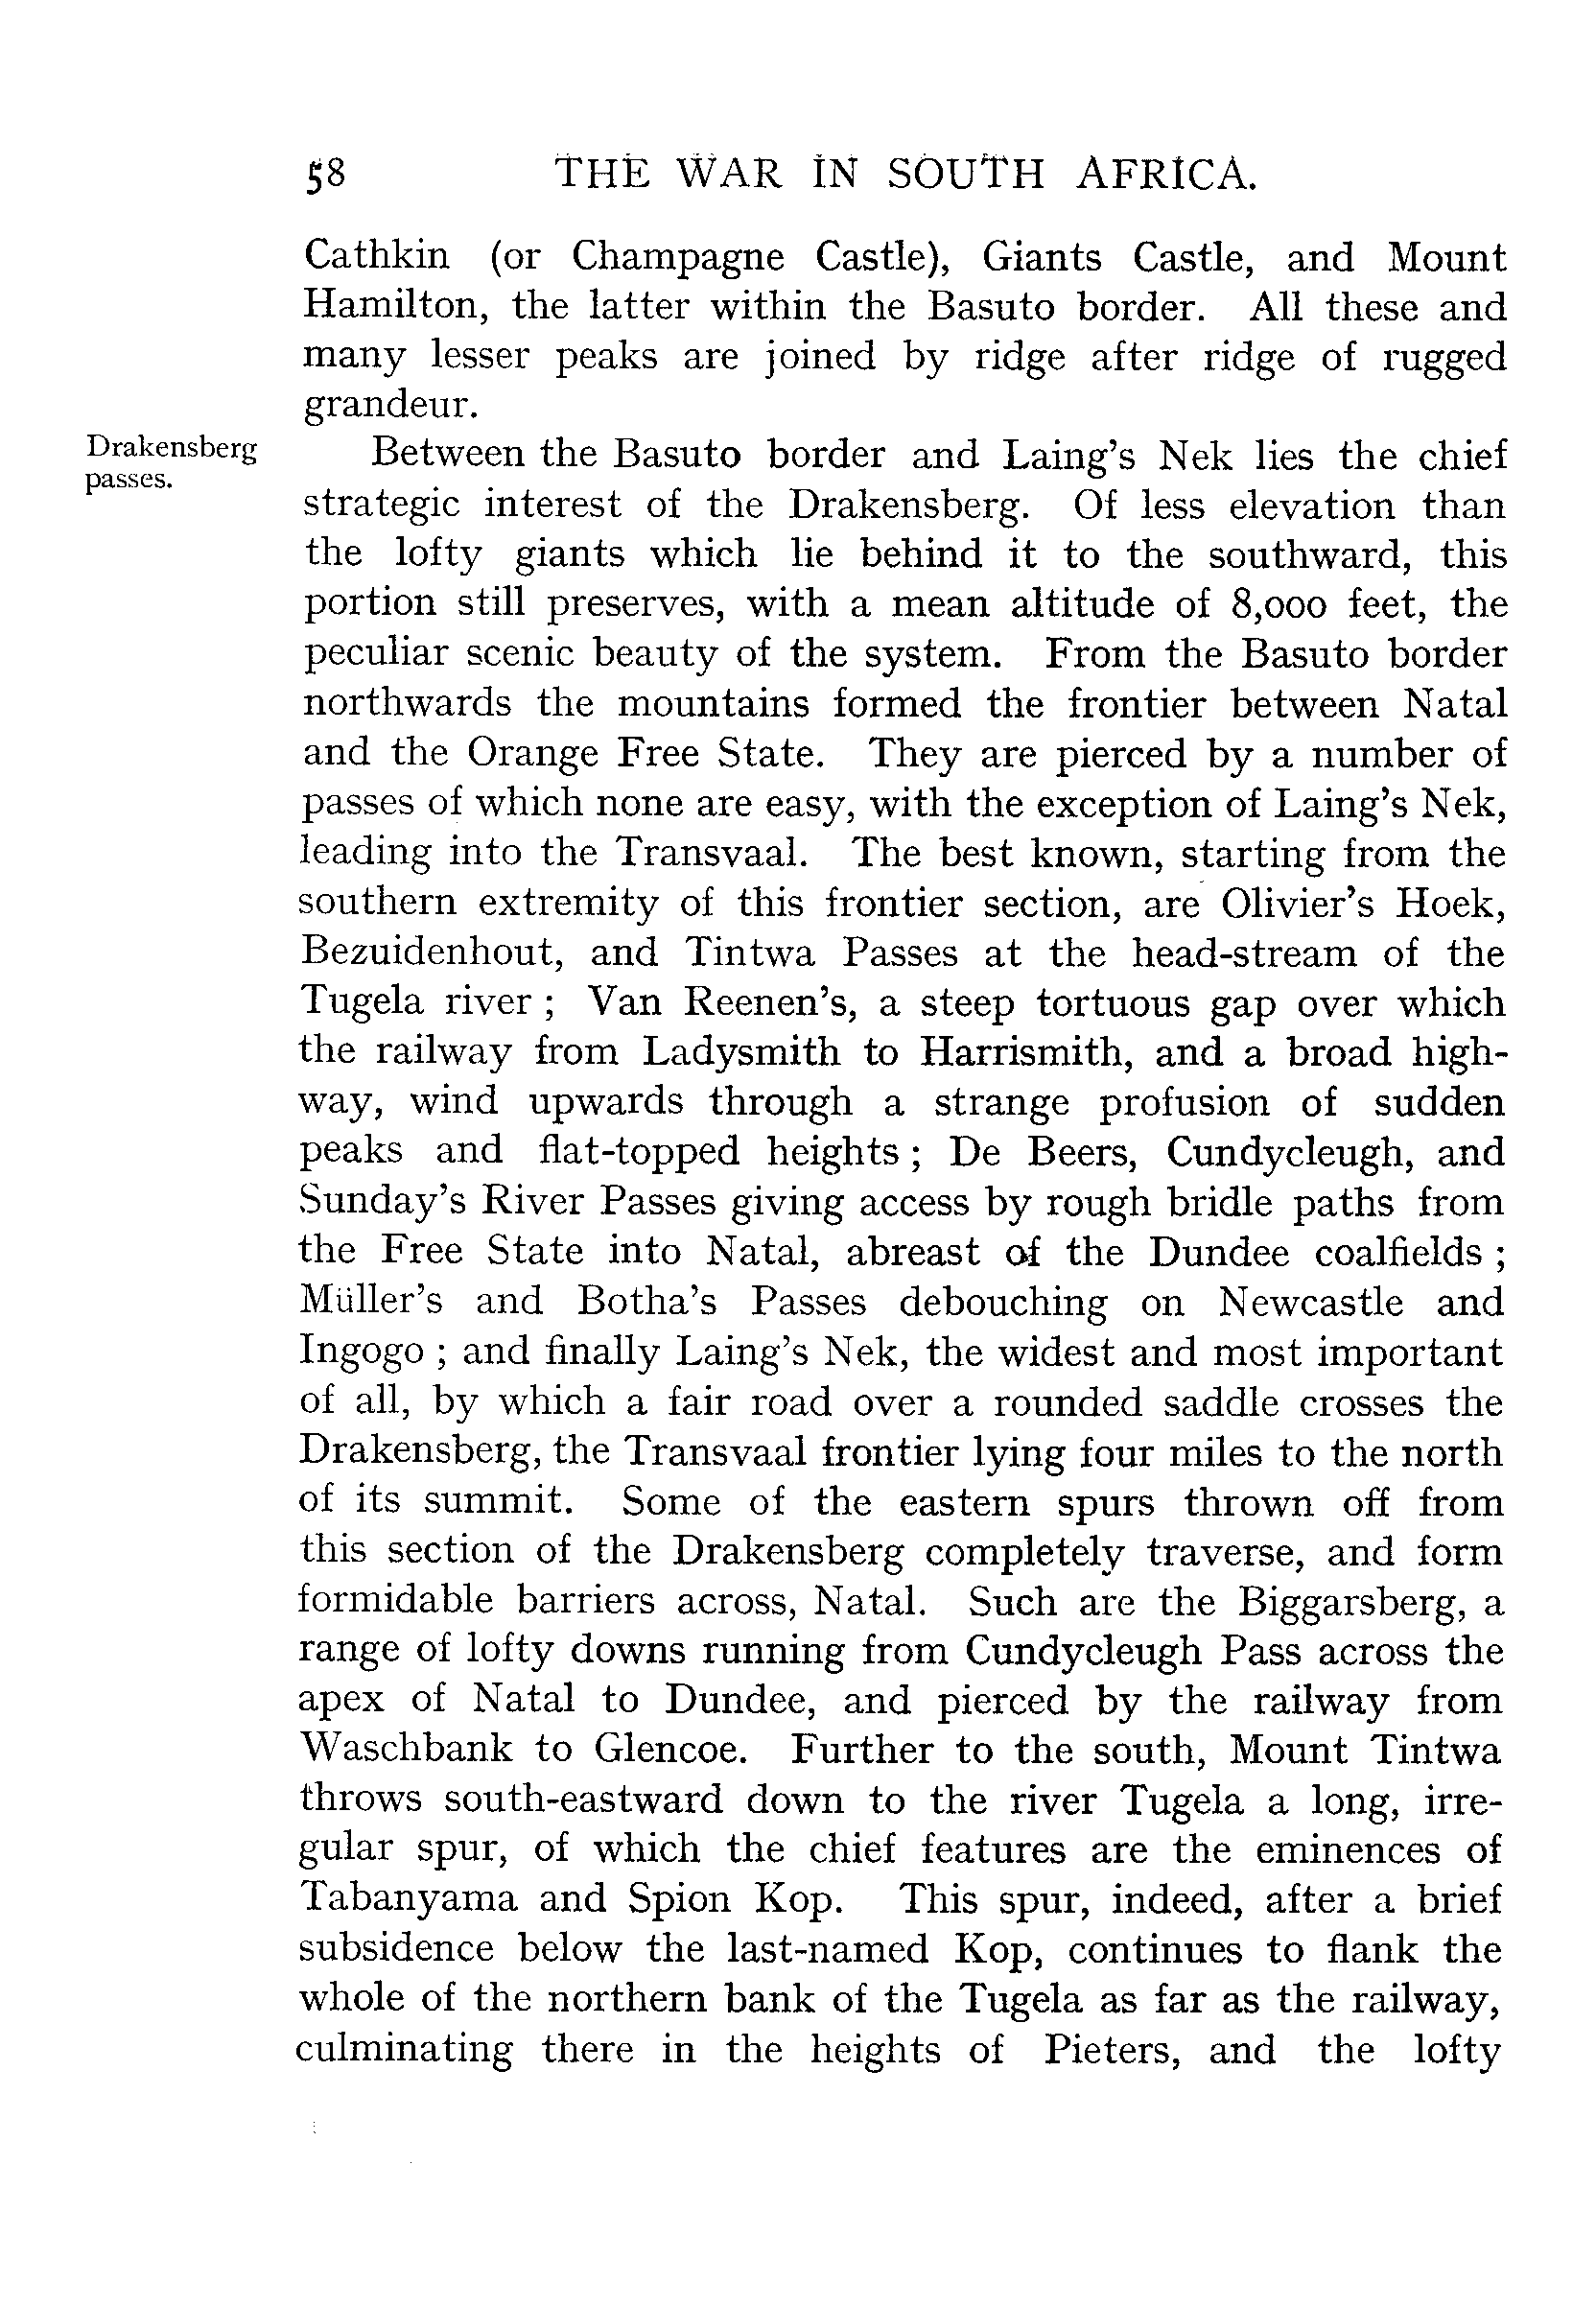 58 THE WAR IN SOUTH AFRICA.
Cathkin (or Champagne Castle), Giants Castle, and Mount
Hamilton, the latter within the Basuto border. All these and
many lesser peaks are joined by ridge after ridge of rugged
grandeur.
Drakensberg
passes.
Between the Basuto border and Laing's Nek lies the chief
strategic interest of the Drakensberg. Of less elevation than
the lofty giants which lie behind it to the southward, this
portion still preserves, with a mean altitude of 8,000 feet, the
peculiar scenic beauty of the system. From the Basuto border
northwards the mountains formed the frontier between Natal
and the Orange Free State. They are pierced by a number of
passes of which none are easy, with the exception of Laing's Nek,
leading into the Transvaal. The best known, starting from the
southern extremity of this frontier section, are Olivier's Hoek,
Bezuidenhout, and Tintwa Passes at the head-stream of the
Tugela river ; Van Reenen's, a steep tortuous gap over which
the railway from Ladysmith to Harrismith, and a broad high-
way, wind upwards through a strange profusion of sudden
peaks and flat-topped heights ; De Beers, Cundycleugh, and
Sunday's River Passes giving access by rough bridle paths from
the Free State into Natal, abreast of the Dundee coalfields ;
Müller's and Botha's Passes debouching on Newcastle and
Ingogo ; and finally Laing's Nek, the widest and most important
of all, by which a fair road over a rounded saddle crosses the
Drakensberg, the Transvaal frontier lying four miles to the north
of its summit. Some of the eastern spurs thrown off from
this section of the Drakensberg completely traverse, and form
formidable barriers across, Natal. Such are the Biggarsberg, a
range of lofty downs running from Cundycleugh Pass across the
apex of Natal to Dundee, and pierced by the railway from
Waschbank to Glencoe. Further to the south, Mount Tintwa
throws south-eastward down to the river Tugela a long, irre-
gular spur, of which the chief features are the eminences of
Tabanyama and Spion Kop. This spur, indeed, after a brief
subsidence below the last-named Kop, continues to flank the
whole of the northern bank of the Tugela as far as the railway,
culminating there in the heights of Pieters, and the lofty